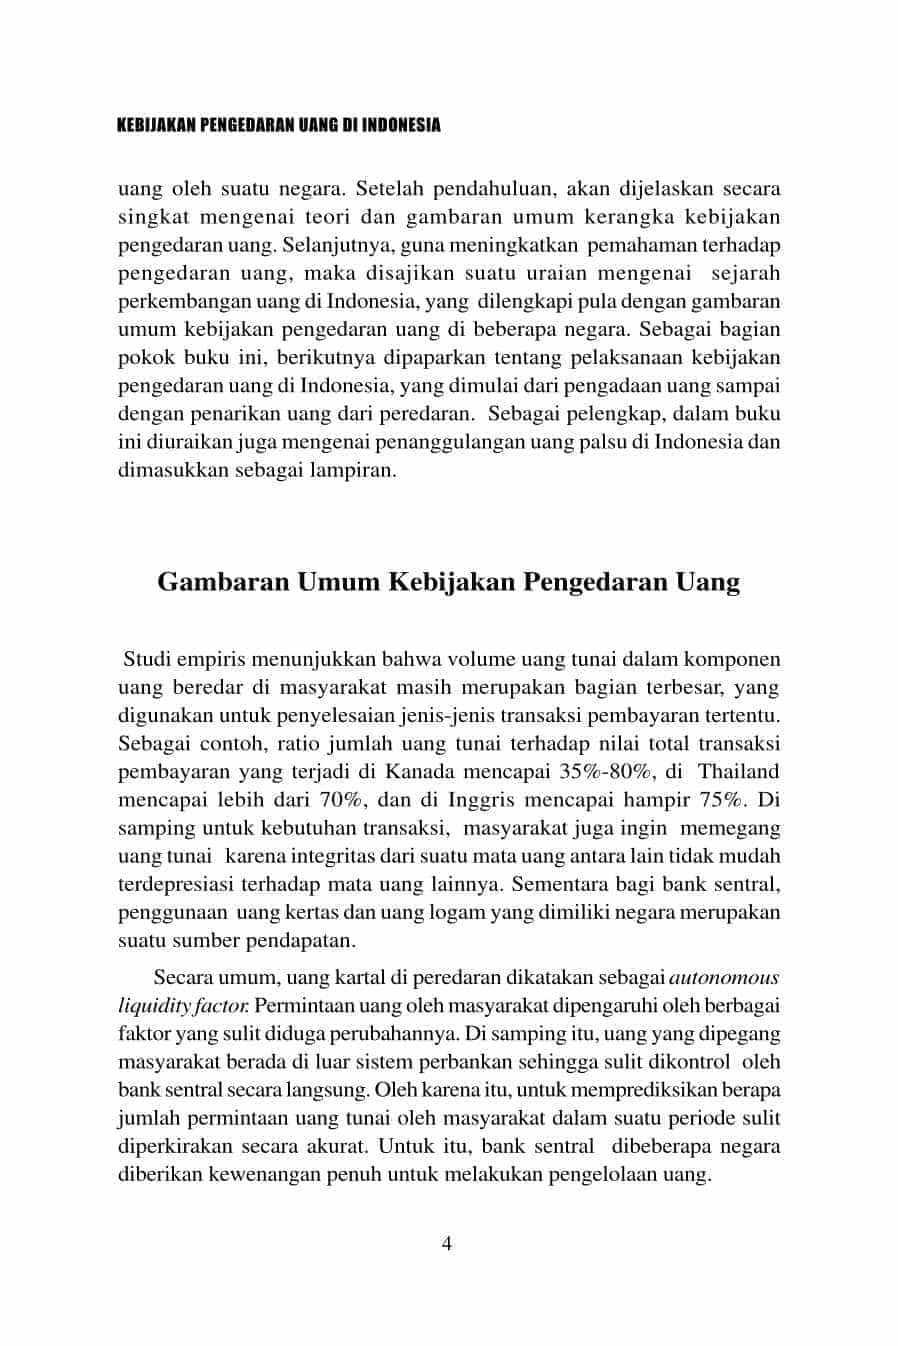 KEBIJAKAN PENGEDARAN UANG DI INDONESIA
uang oleh suatu negara. Setelah pendahuluan, akan dijelaskan secara
singkat mengenai teori dan gambaran umum kerangka kebijakan
pengedaran uang. Selanjutnya, guna meningkatkan pemahaman terhadap
pengedaran uang, maka disajikan suatu uraian mengenai sejarah
perkembangan uang di Indonesia, yang dilengkapi pula dengan gambaran
umum kebijakan pengedaran uang di beberapa negara. Sebagai bagian
pokok buku ini, berikutnya dipaparkan tentang pelaksanaan kebijakan
pengedaran uang di Indonesia, yang dimulai dari pengadaan uang sampai
dengan penarikan uang dari peredaran. Sebagai pelengkap, dalam buku
ini diuraikan juga mengenai penanggulangan uang palsu di Indonesia dan
dimasukkan sebagai lampiran.
Gambaran Umum Kebijakan Pengedaran Uang
Studi empiris menunjukkan bahwa volume uang tunai dalam komponen
uang beredar di masyarakat masih merupakan bagian terbesar, yang
digunakan untuk penyelesaian jenis-jenis transaksi pembayaran tertentu.
Sebagai contoh, ratio jumlah uang tunai terhadap nilai total transaksi
pembayaran yang terjadi di Kanada mencapai 35%-80%, di Thailand
mencapai lebih dari 70%, dan di Inggris mencapai hampir 75%. Di
samping untuk kebutuhan transaksi, masyarakat juga ingin memegang
uang tunai karena integritas dari suatu mata uang antara lain tidak mudah
terdepresiasi terhadap mata uang lainnya. Sementara bagi bank sentral,
penggunaan uang kertas dan uang logam yang dimiliki negara merupakan
suatu sumber pendapatan.
Secara umum, uang kartal di peredaran dikatakan sebagai autonomous
liquidity factor. Permintaan uang oleh masyarakat dipengaruhi oleh berbagai
faktor yang sulit diduga perubahannya. Di samping itu, uang yang dipegang
masyarakat berada di luar sistem perbankan sehingga sulit dikontrol oleh
bank sentral secara langsung. Oleh karena itu, untuk memprediksikan berapa
jumlah permintaan uang tunai oleh masyarakat dalam suatu periode sulit
diperkirakan secara akurat. Untuk itu, bank sentral dibeberapa negara
diberikan kewenangan penuh untuk melakukan pengelolaan uang.
4